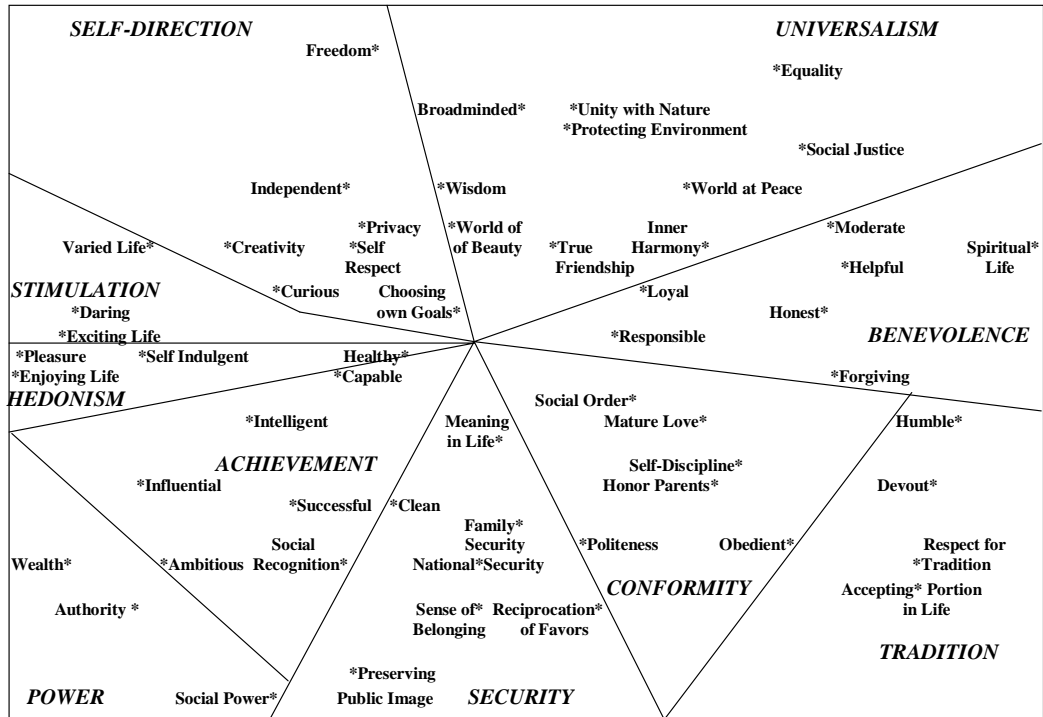 SELF-DIRECTION
UNIVERSALISM
Freedom*
*Equality
Broadminded*
*Unity with Nature
*Protecting Environment
*Social Justice
Independent*
*Wisdom
*World at Peace
*Privacy
*World of
of Beauty
Inner
Harmony*
*Moderate
Varied Life*
*Creativity
*Self
Respect
*True
Friendship
Spiritual*
Life
*Helpful
STIMULATION
*Curious
Choosing
own Goals*
*Loyal
*Daring
Honest*
*Exciting Life
*Responsible
BENEVOLENCE
*Pleasure
*Self Indulgent
Healthy*
*Enjoying Life
*Capable
*Forgiving
HEDONISM
Social Order*
*Intelligent
Meaning
in Life*
Mature Love*
Humble*
ACHIEVEMENT
Self-Discipline*
*Influential
Honor Parents*
Devout*
*Successful
*Clean
Family*
Security
Social
Recognition*
*Politeness
Obedient*
Respect for
*Tradition
Wealth*
*Ambitious
National*Security
CONFORMITY
Accepting* Portion
in Life
Authority *
Sense of*
Belonging
Reciprocation*
of Favors
TRADITION
*Preserving
Public Image
POWER
Social Power*
SECURITY